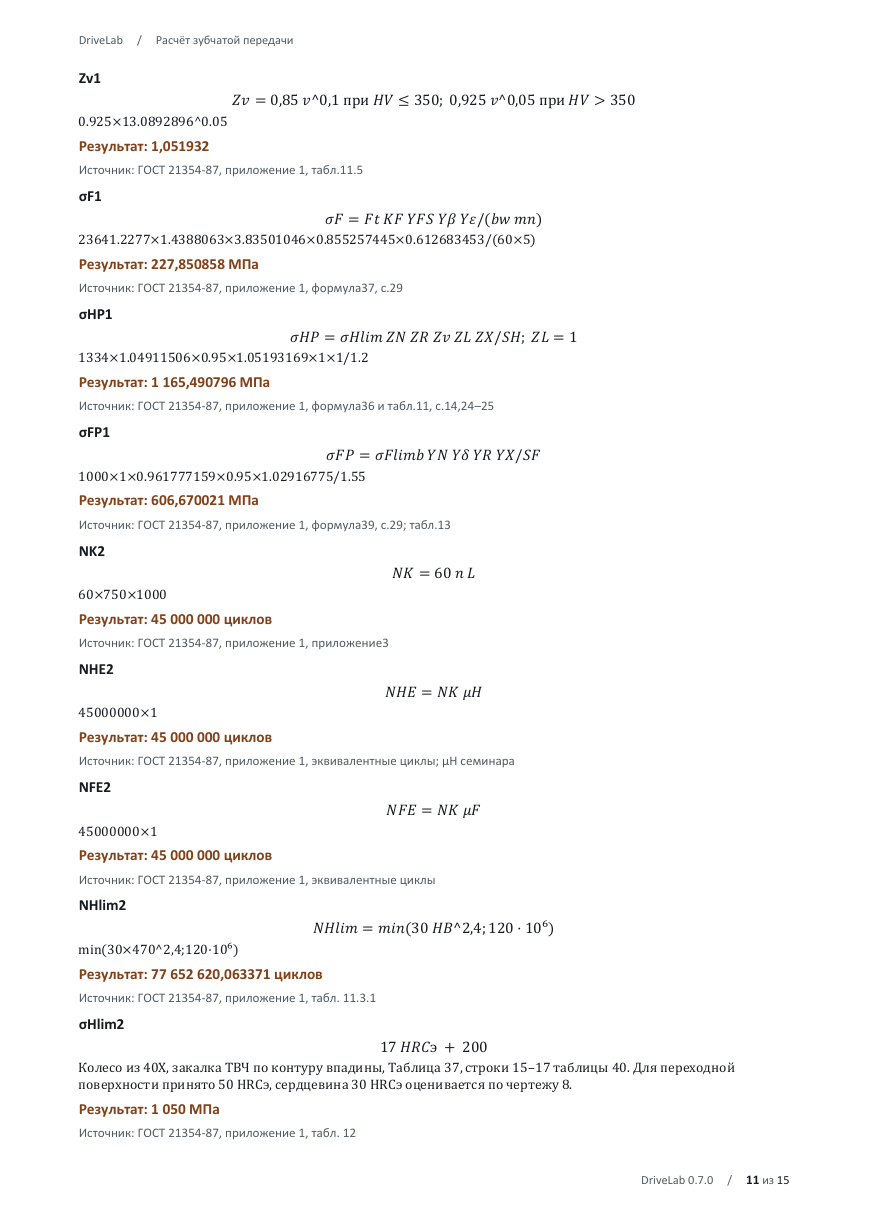 DriveLab / Расчёт зубчатой передачи
Zv1
Zv = 0,85 v^0,1 при HV ≤ 350; 0,925 v^0,05 при HV > 350
0.925×13.0892896^0.05
Результат: 1,051932
Источник: ГОСТ 21354-87, приложение 1, табл.11.5
σF1
σF = Ft KF YFS Yβ Yε/(bw mn)
23641.2277×1.4388063×3.83501046×0.855257445×0.612683453/(60×5)
Результат: 227,850858 МПа
Источник: ГОСТ 21354-87, приложение 1, формула37, с.29
σHP1
σHP = σHlim ZN ZR Zv ZL ZX/SH; ZL = 1
1334×1.04911506×0.95×1.05193169×1×1/1.2
Результат: 1 165,490796 МПа
Источник: ГОСТ 21354-87, приложение 1, формула36 и табл.11, с.14,24–25
σFP1
σFP = σFlimb YN Yδ YR YX/SF
1000×1×0.961777159×0.95×1.02916775/1.55
Результат: 606,670021 МПа
Источник: ГОСТ 21354-87, приложение 1, формула39, с.29; табл.13
NK2
NK = 60 n L
60×750×1000
Результат: 45 000 000 циклов
Источник: ГОСТ 21354-87, приложение 1, приложение3
NHE2
NHE = NK μH
45000000×1
Результат: 45 000 000 циклов
Источник: ГОСТ 21354-87, приложение 1, эквивалентные циклы; μH семинара
NFE2
NFE = NK μF
45000000×1
Результат: 45 000 000 циклов
Источник: ГОСТ 21354-87, приложение 1, эквивалентные циклы
NHlim2
NHlim = min(30 HB^2,4; 120 · 10⁶)
min(30×470^2,4;120·10⁶)
Результат: 77 652 620,063371 циклов
Источник: ГОСТ 21354-87, приложение 1, табл. 11.3.1
σHlim2
17 HRCэ + 200
Колесо из 40Х, закалка ТВЧ по контуру впадины, Таблица 37, строки 15–17 таблицы 40. Для переходной
поверхности принято 50 HRCэ, сердцевина 30 HRCэ оценивается по чертежу 8.
Результат: 1 050 МПа
Источник: ГОСТ 21354-87, приложение 1, табл. 12
DriveLab 0.7.0 / 11 из 15